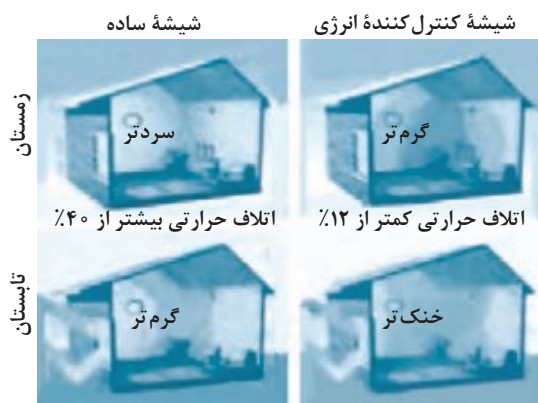 شیشهٔ کنترل‌کنندهٔ انرژی
شیشهٔ ساده
زمستان
گرم‌تر
سردتر
اتلاف حرارتی کمتر از ۱۲٪
اتلاف حرارتی بیشتر از ۴۰٪
تابستان
خنک‌تر
گرم‌تر